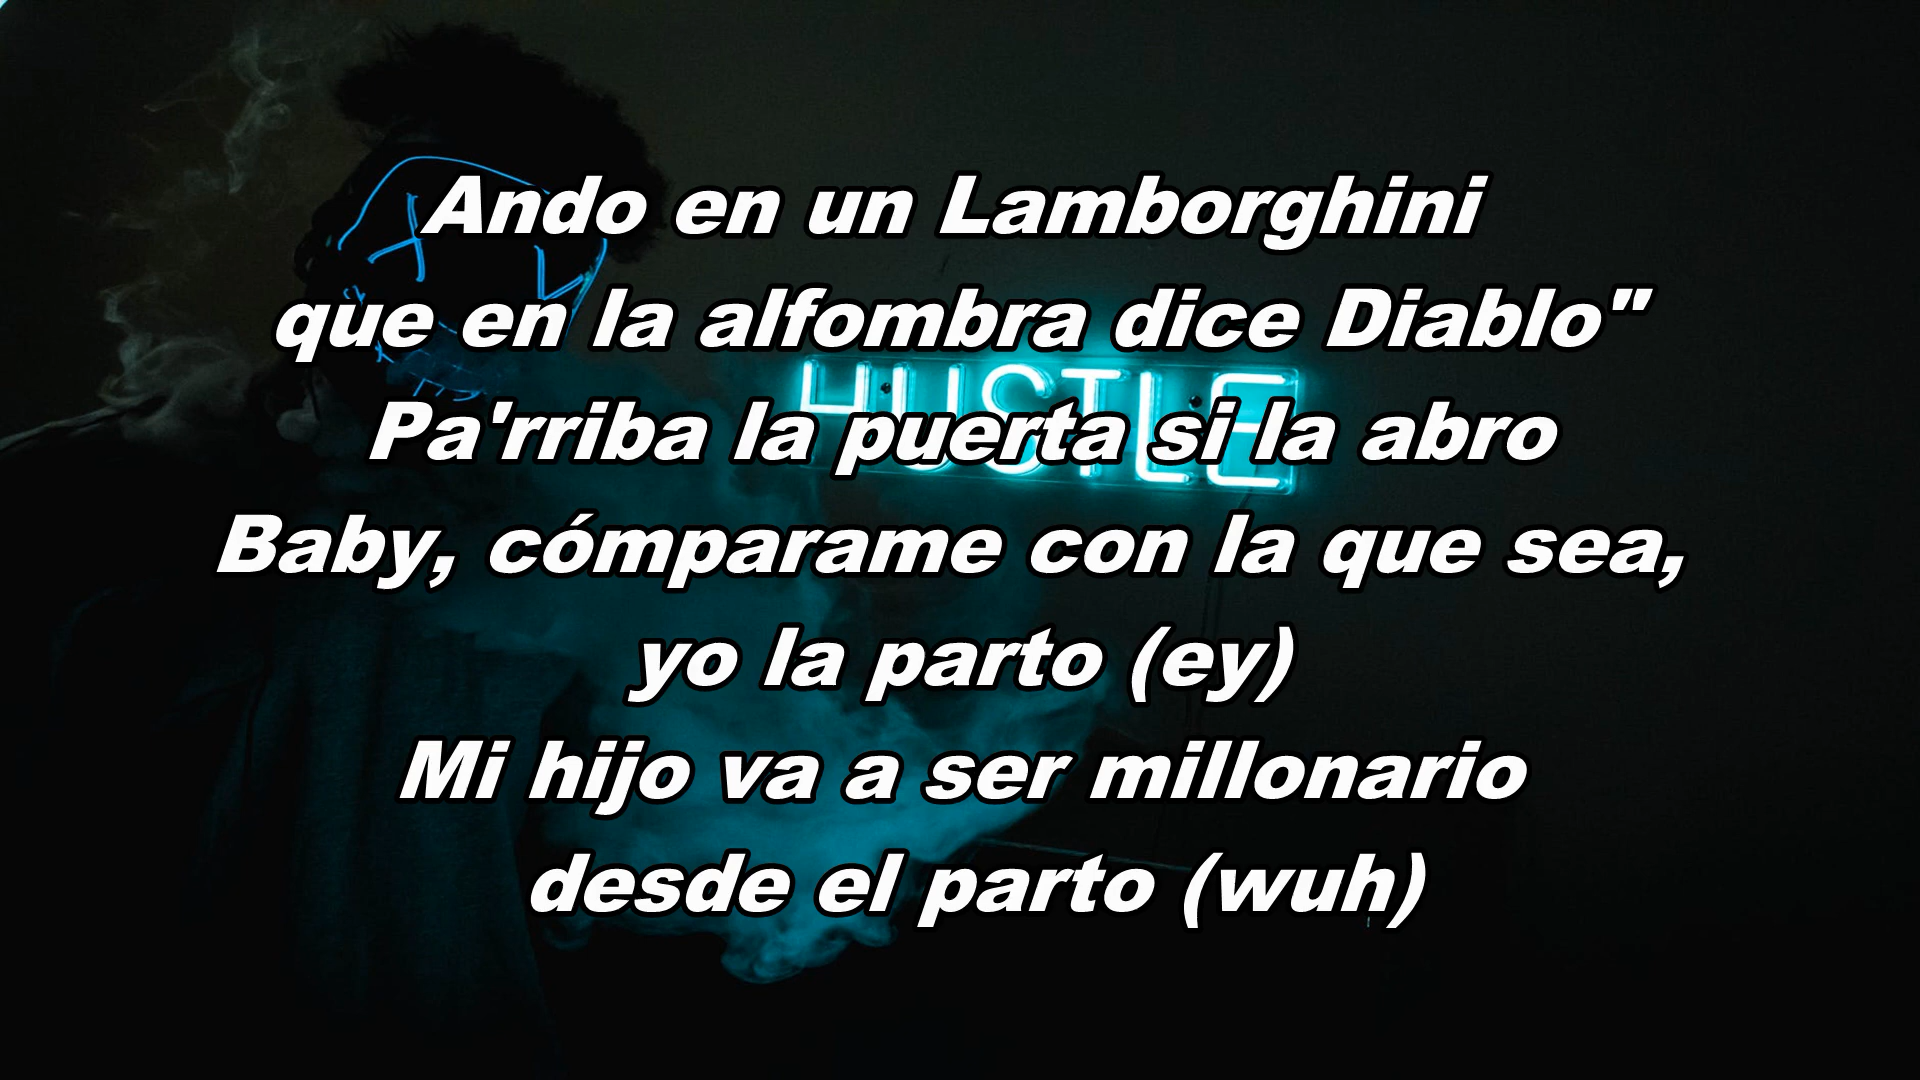 Ando en un Lamborghini
que en la alfombra dice Diablo"
HUSTLE
Pa'rriba la puerta si la abro
Baby, cómparame con la que sea,
yo la parto (ey)
Mi hijo va a ser millonario
desde el parto (wuh)